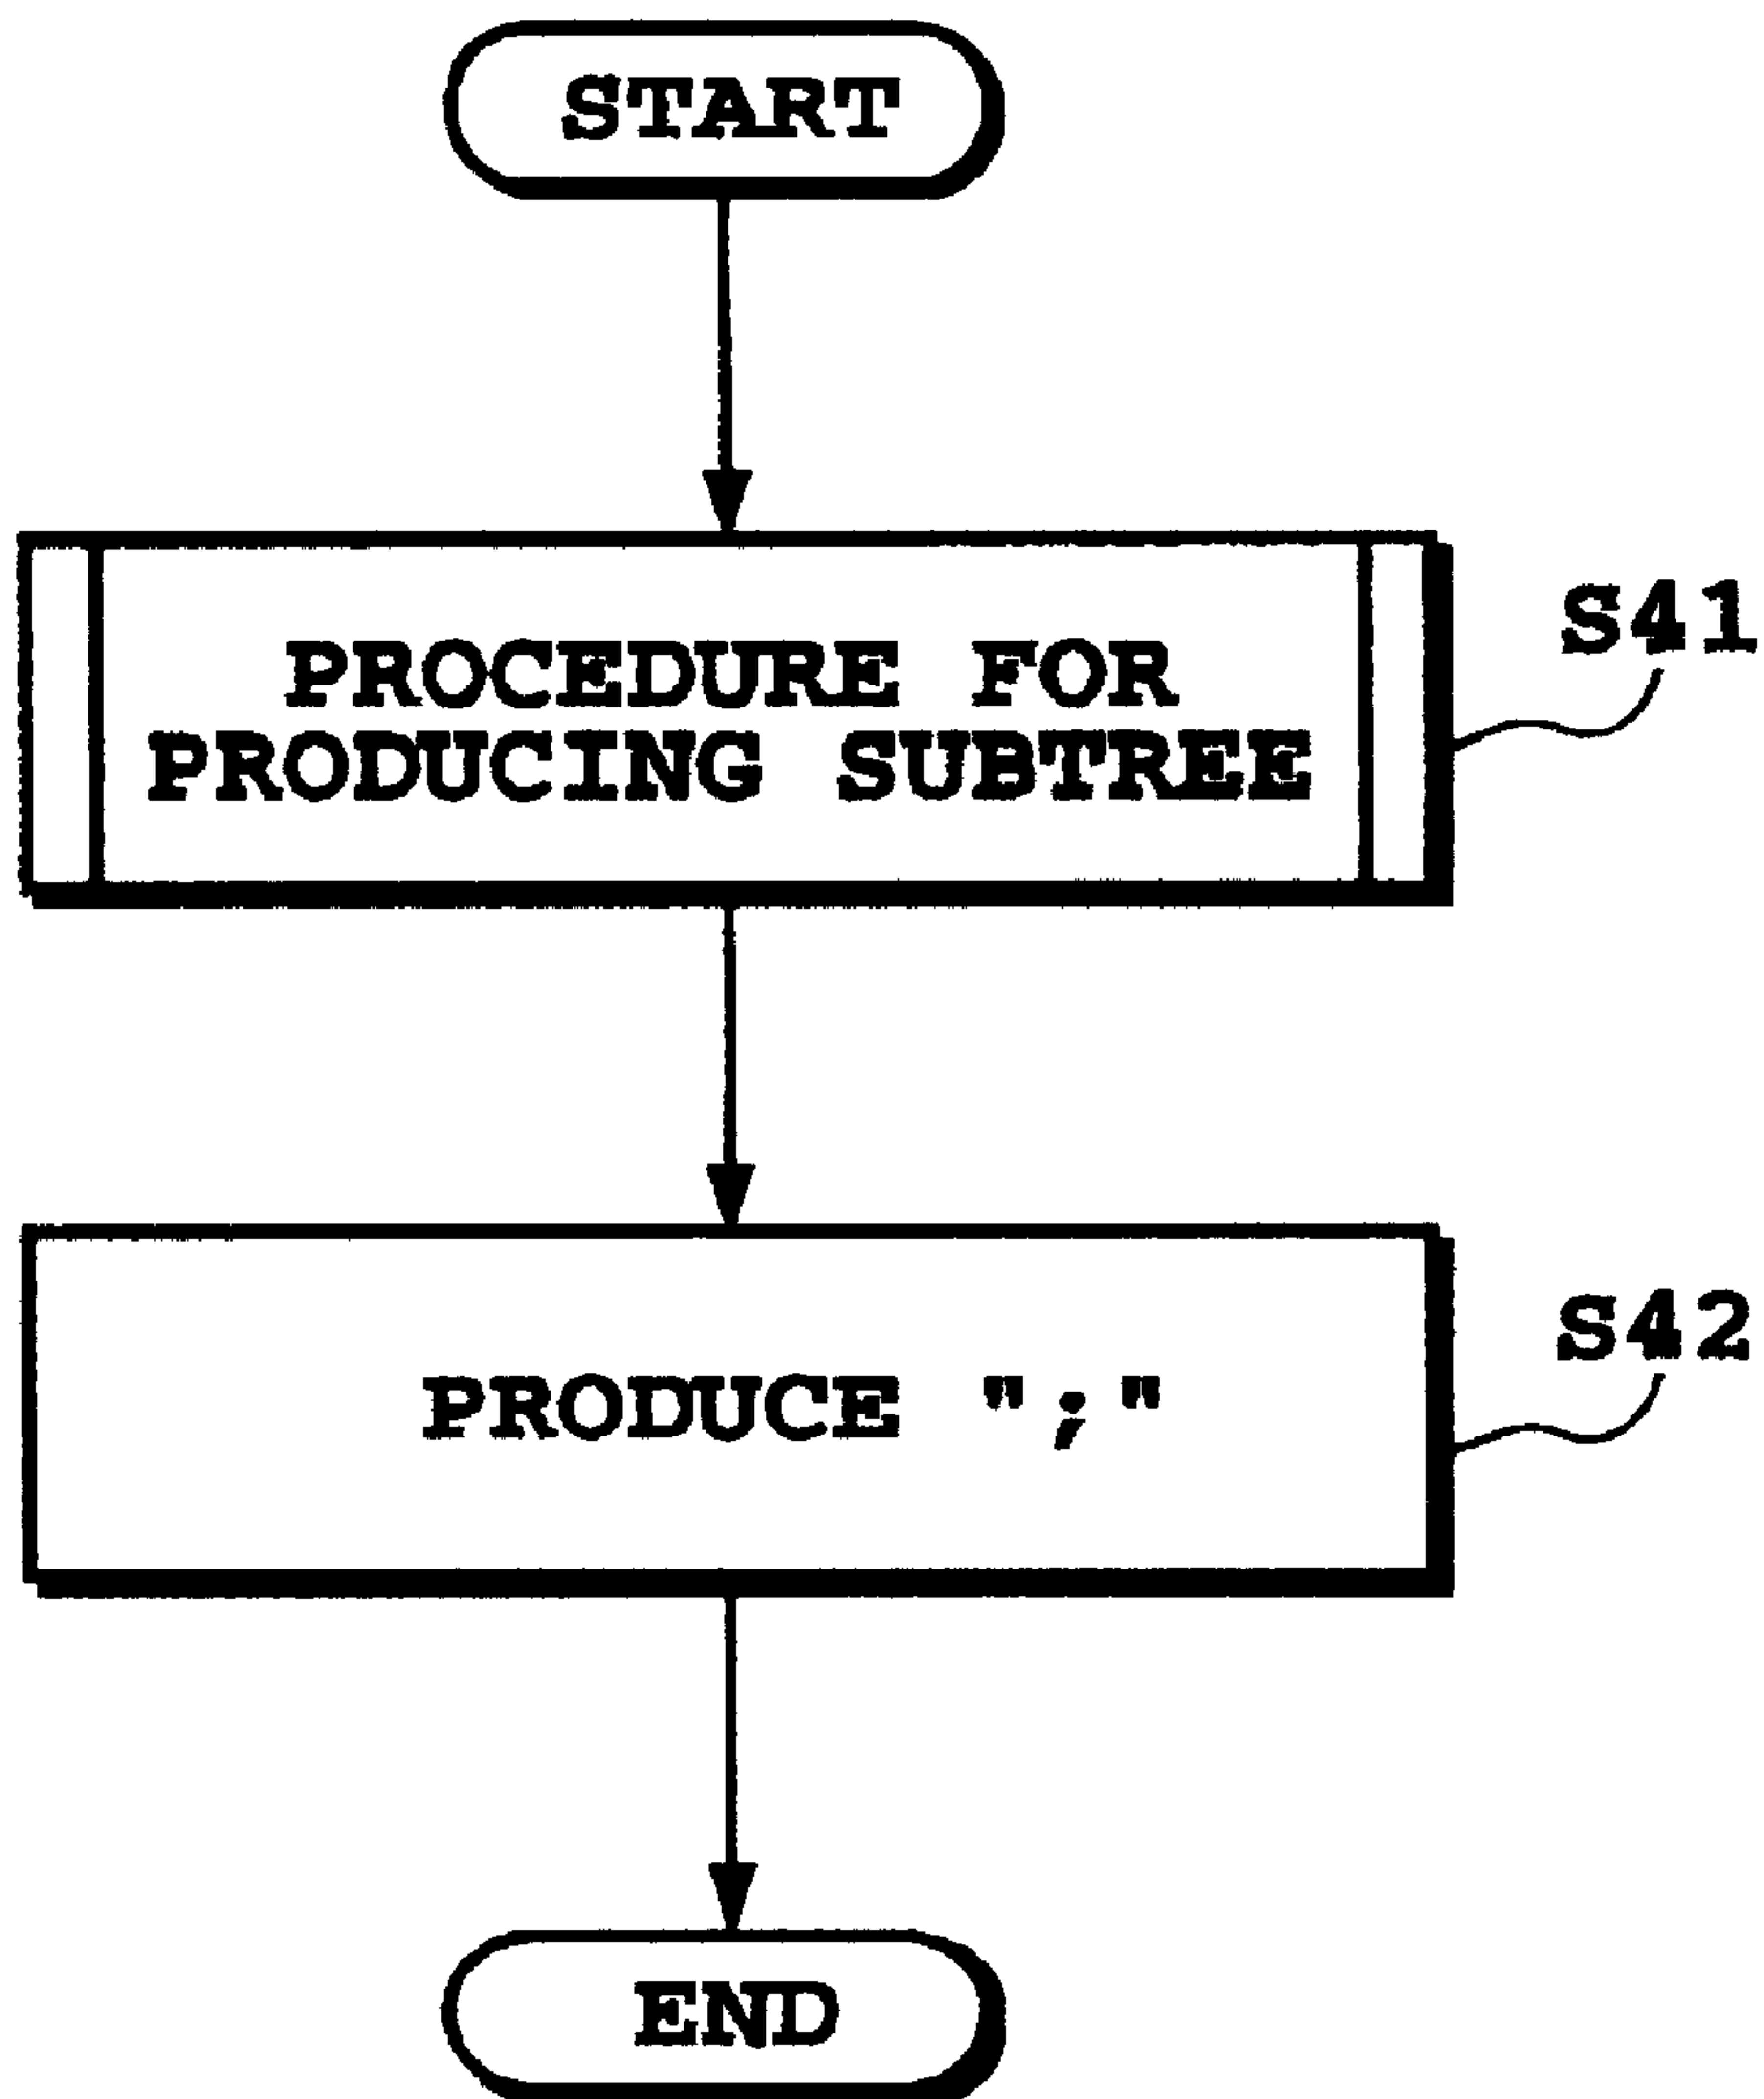 START
S41
PROCEDURE FOR
PRODUCING SUBTREE
S42
PRODUCE ";"
END